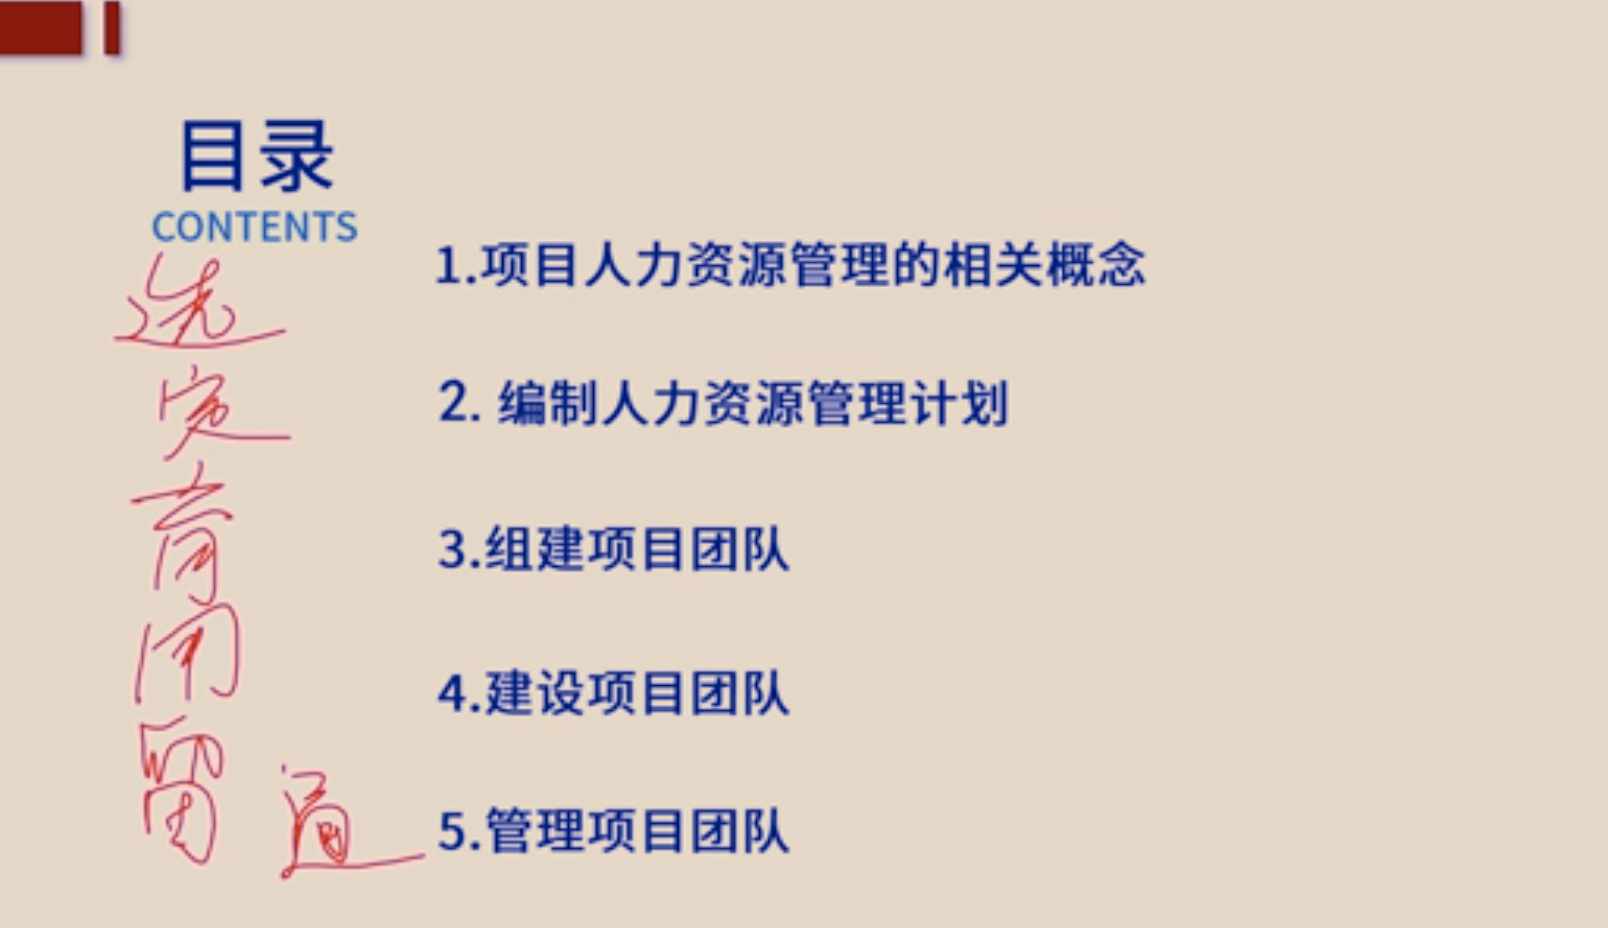 目录
CONTENTS
1.项目人力资源管理的相关概念
2. 编制人力资源管理计划
3.组建项目团队
4.建设项目团队
5.管理项目团队
选
定
育
用
留
通